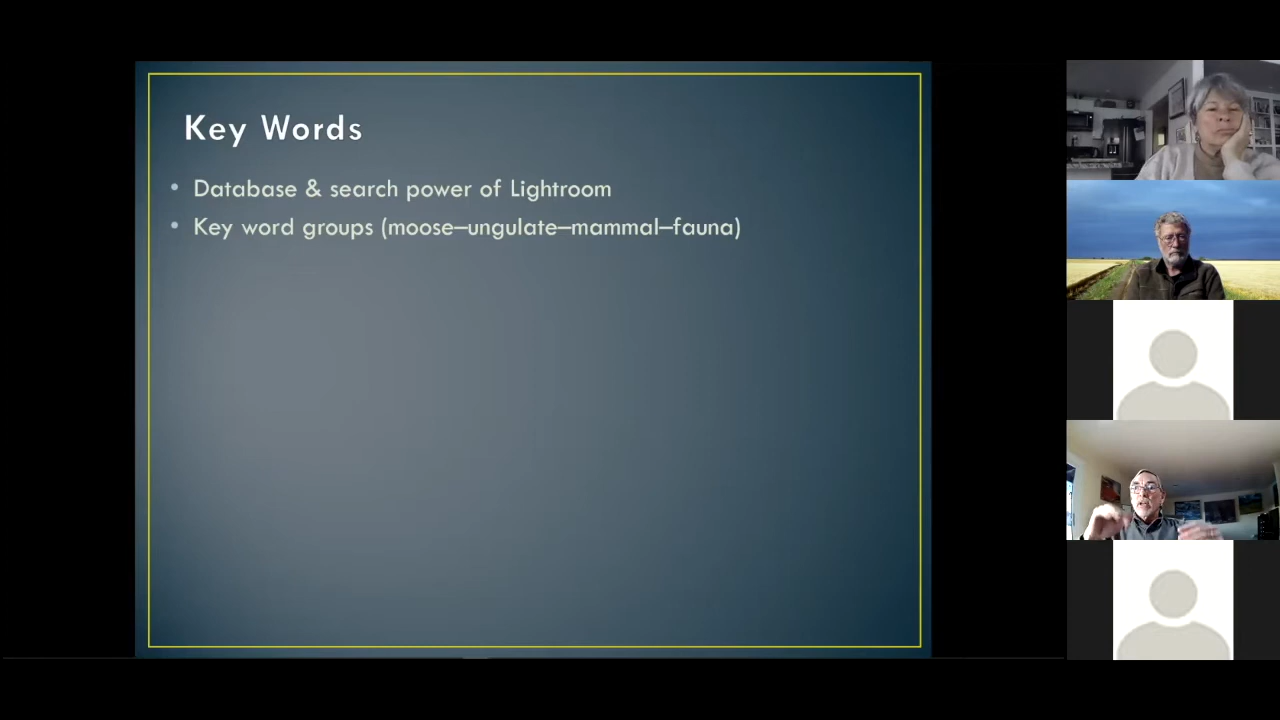 Key Words
• Database & search power of Lightroom
• Key word groups (moose–ungulate–mammal–fauna)